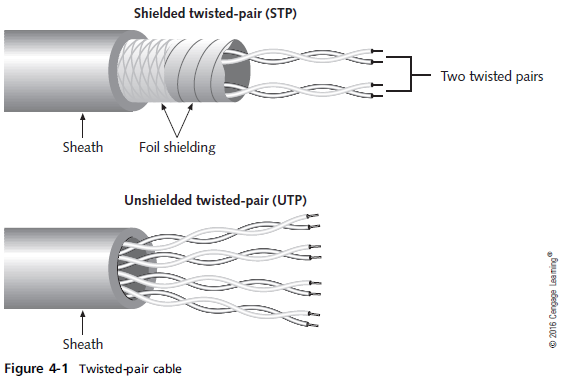 Shielded twisted-pair (STP)
Two twisted pairs
Sheath
Foil shielding
Unshielded twisted-pair (UTP)
Sheath
© 2016 Cengage Learning®
Figure 4-1 Twisted-pair cable